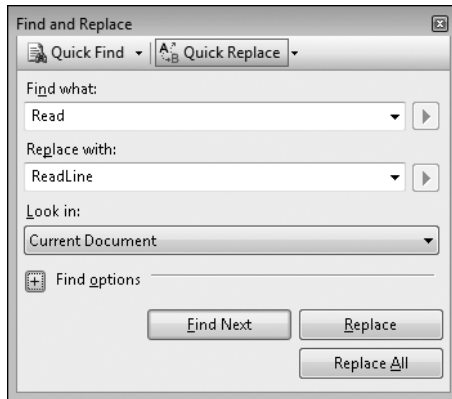 Find and Replace
Quick Find Quick Replace
Find what:
Read
Replace with:
ReadLine
Look in:
Current Document
Find options
Find Next Replace
Replace All